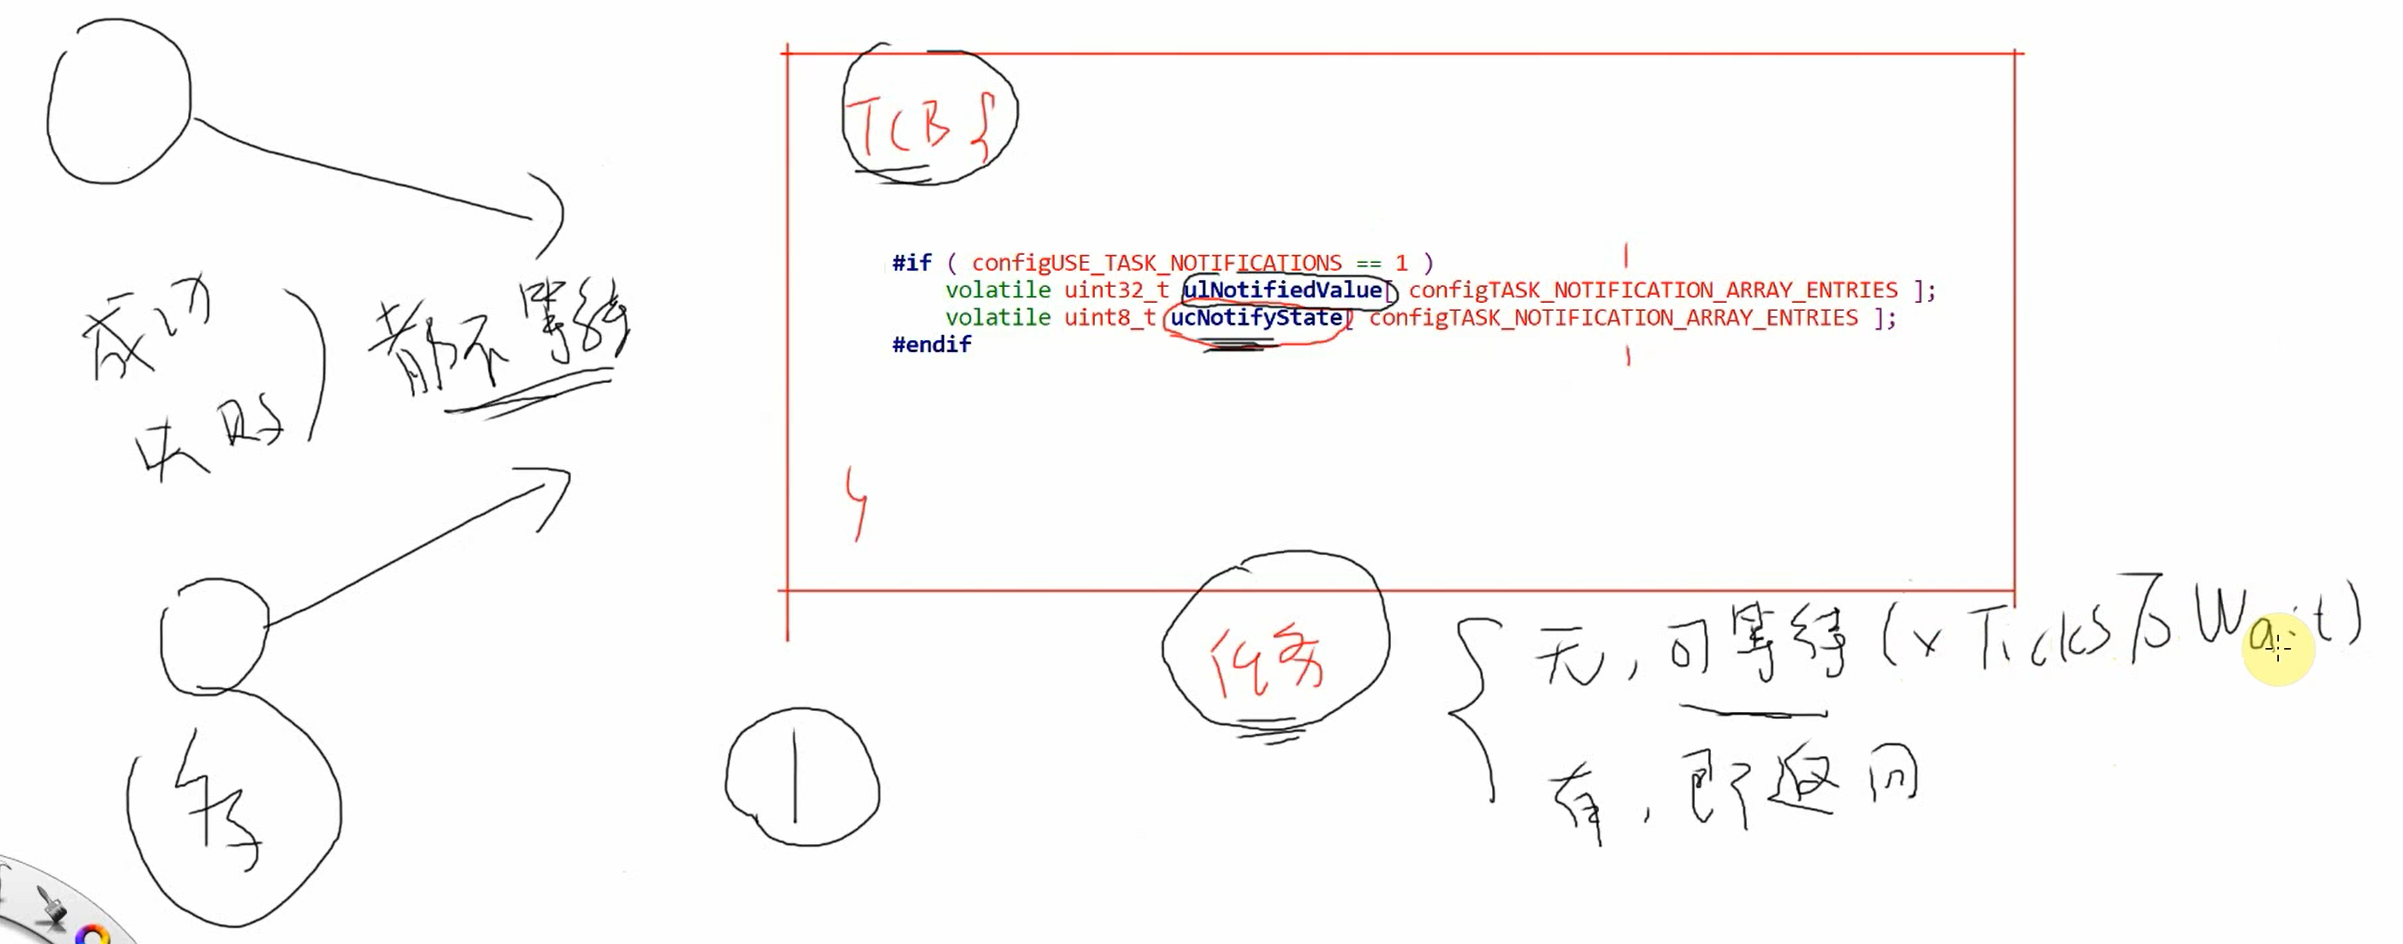 TCB {
#if ( configUSE_TASK_NOTIFICATIONS == 1 )
volatile uint32_t ulNotifiedValue[ configTASK_NOTIFICATION_ARRAY_ENTRIES ];
volatile uint8_t ucNotifyState[ configTASK_NOTIFICATION_ARRAY_ENTRIES ];
#endif
}
成功
失败
都不等待
任务
无,可等待(xTicksToWait)
有,即返回
写
1